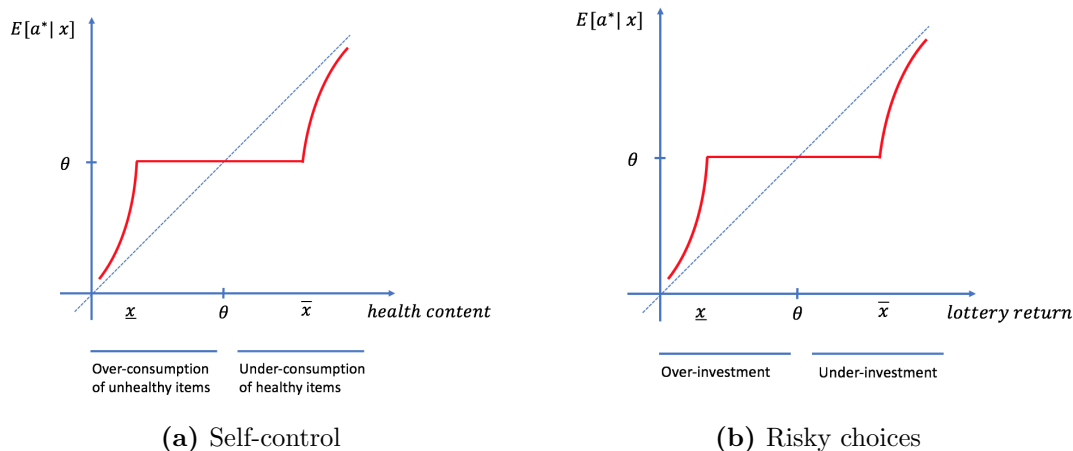 E[a*| x]
θ
x θ x̅ health content
Over-consumption
of unhealthy items
Under-consumption
of healthy items
(a) Self-control
E[a*| x]
θ
x θ x̅ lottery return
Over-investment
Under-investment
(b) Risky choices